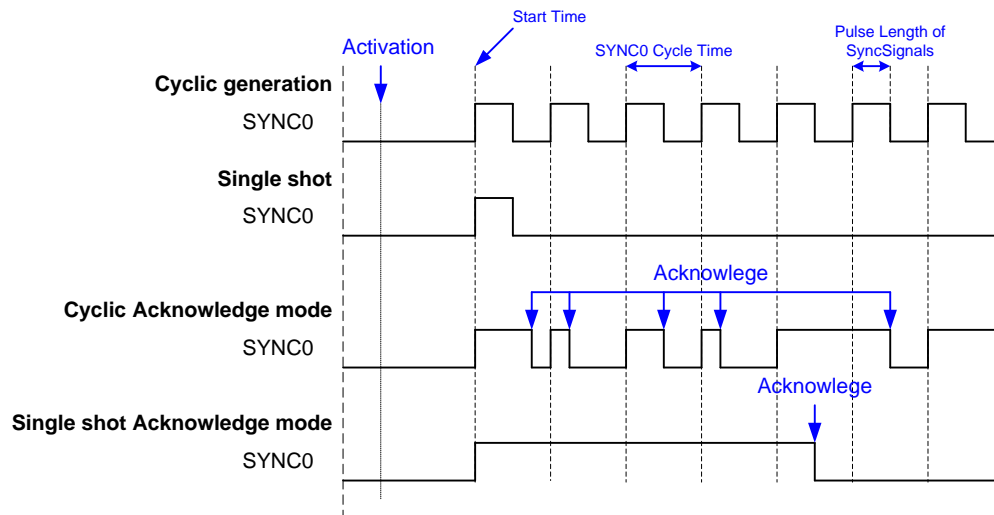 Start Time
Activation
SYNC0 Cycle Time
Pulse Length of
SyncSignals
Cyclic generation
SYNC0
Single shot
SYNC0
Acknowlege
Cyclic Acknowledge mode
SYNC0
Acknowlege
Single shot Acknowledge mode
SYNC0